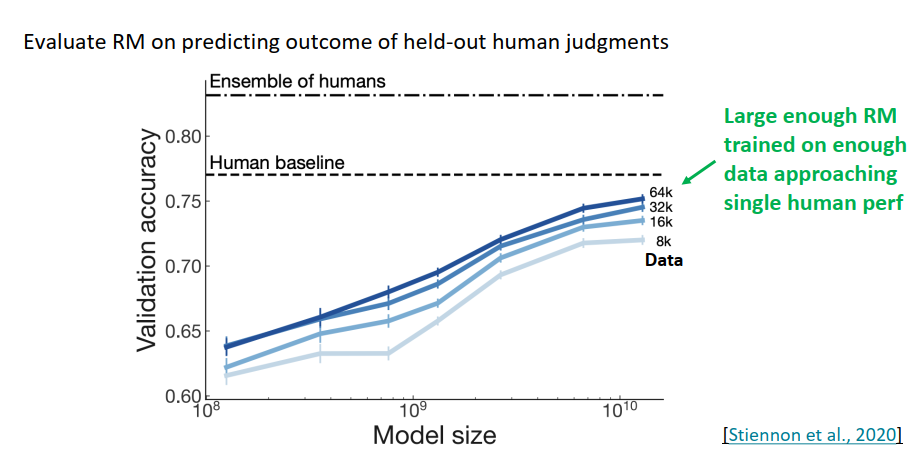 Evaluate RM on predicting outcome of held-out human judgments
Ensemble of humans
Human baseline
Validation accuracy
0.80
0.75
0.70
0.65
0.60
10⁸
10⁹
10¹⁰
Model size
64k
32k
16k
8k
Data
Large enough RM
trained on enough
data approaching
single human perf
[Stiennon et al., 2020]